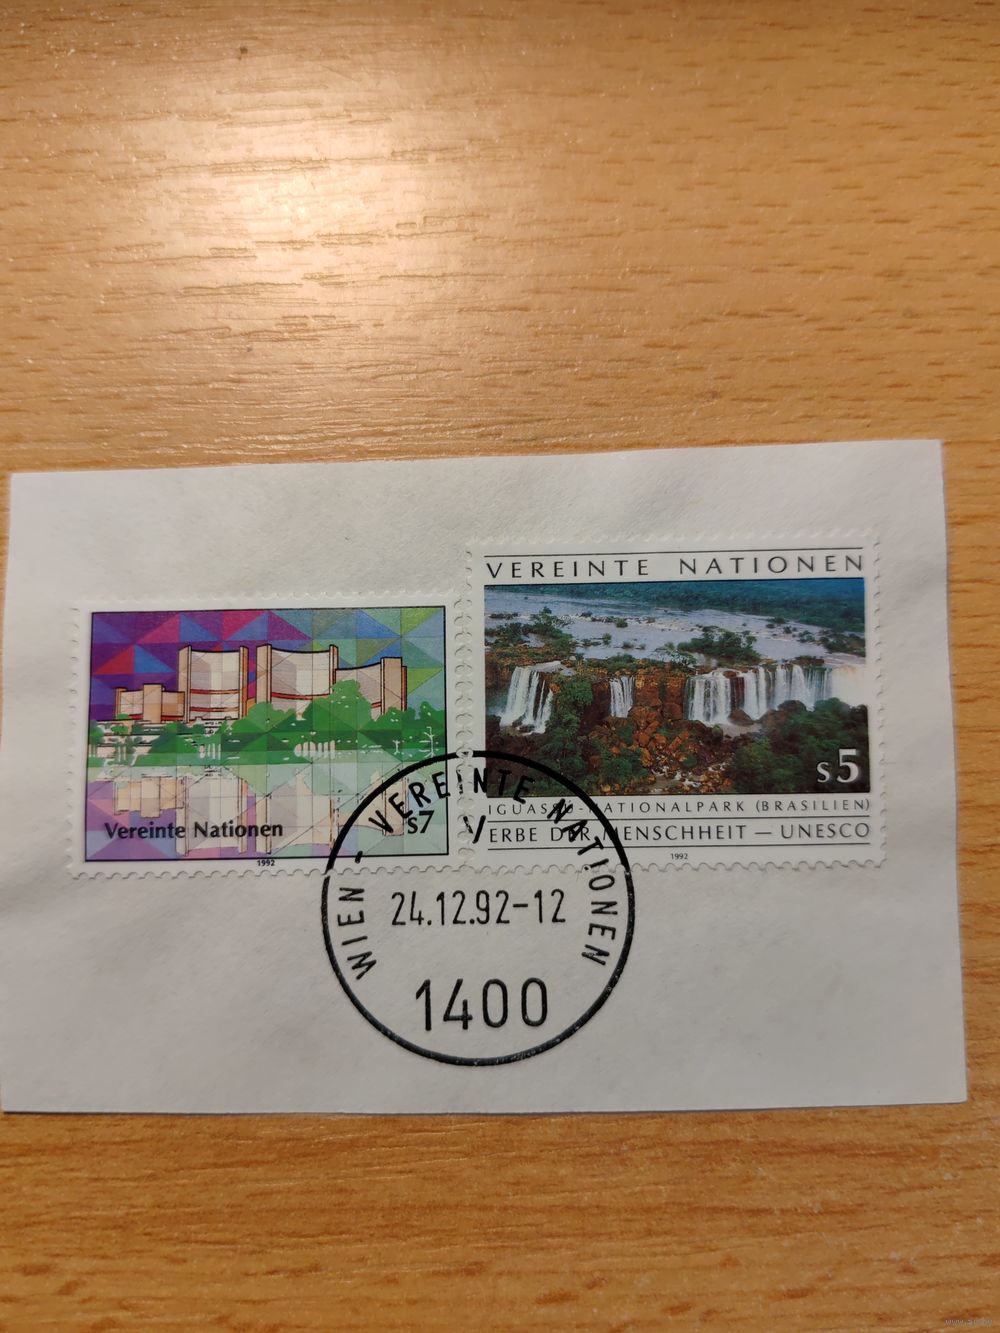 Vereinte Nationen
s7
1992
VEREINTE NATIONEN
s5
IGUASSU-NATIONALPARK (BRASILIEN)
ERBE DER MENSCHHEIT — UNESCO
1992
WIEN - VEREINTE NATIONEN
24.12.92-12
1400